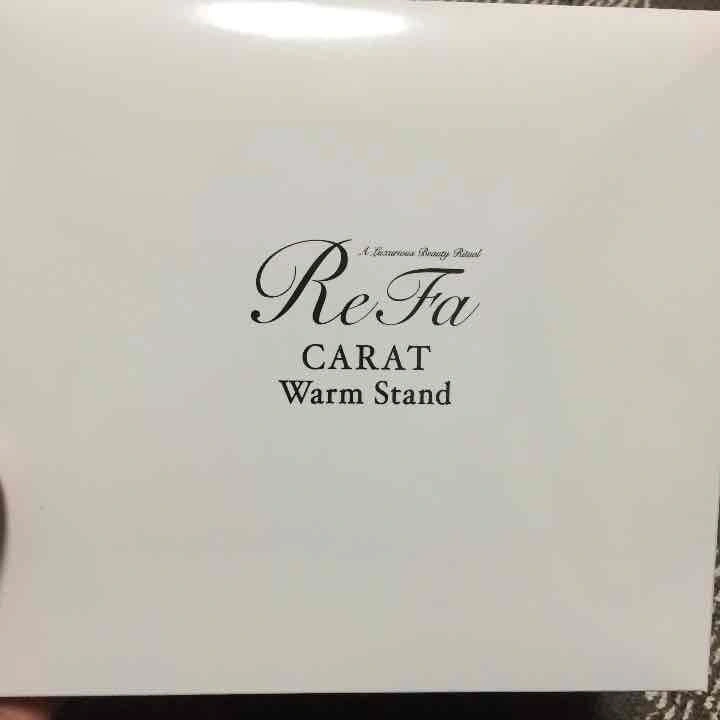 A Luxurious Beauty Ritual
ReFa
CARAT
Warm Stand